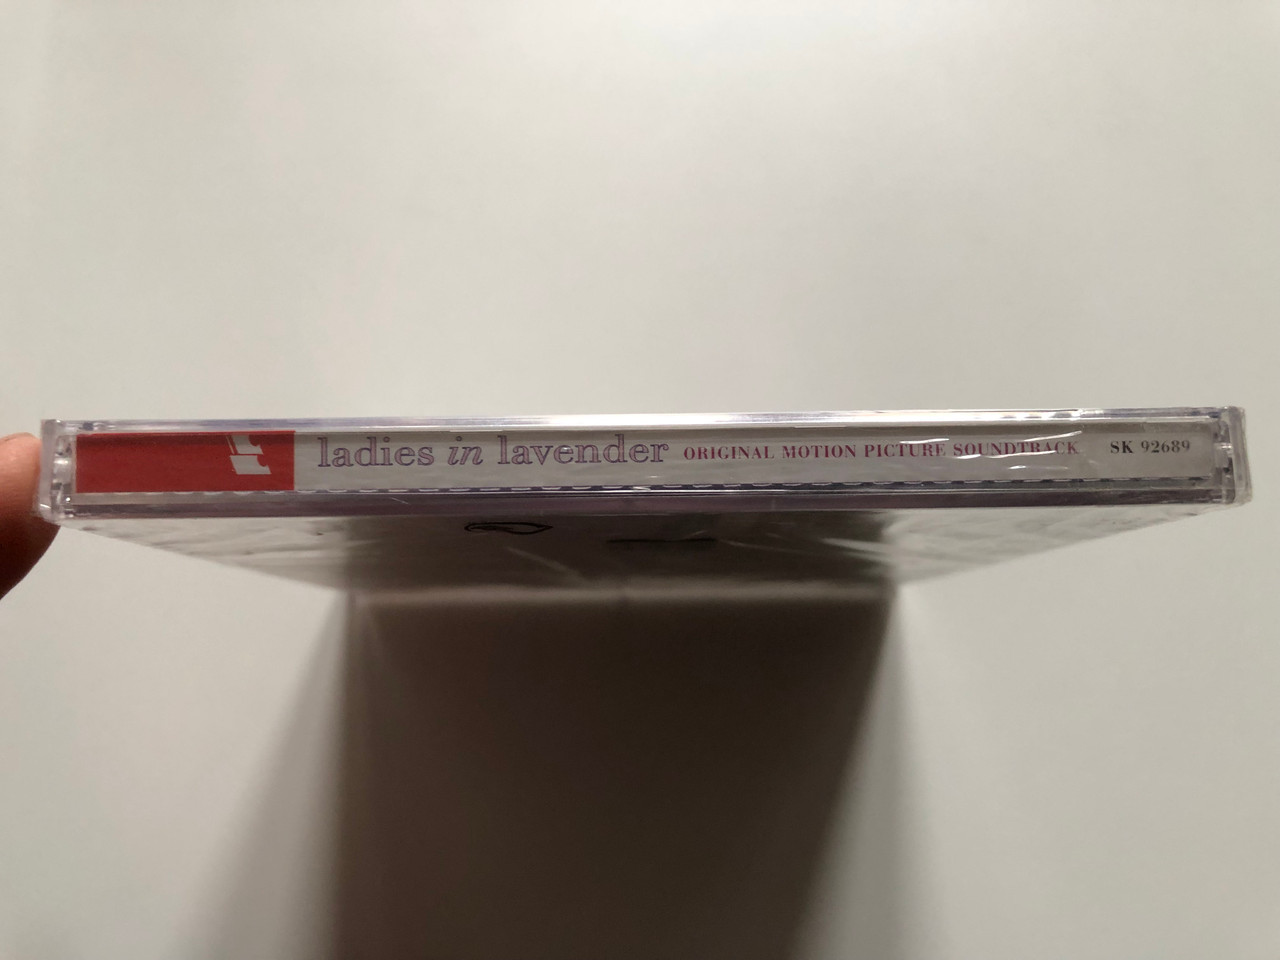 ladies in lavender ORIGINAL MOTION PICTURE SOUNDTRACK SK 92689